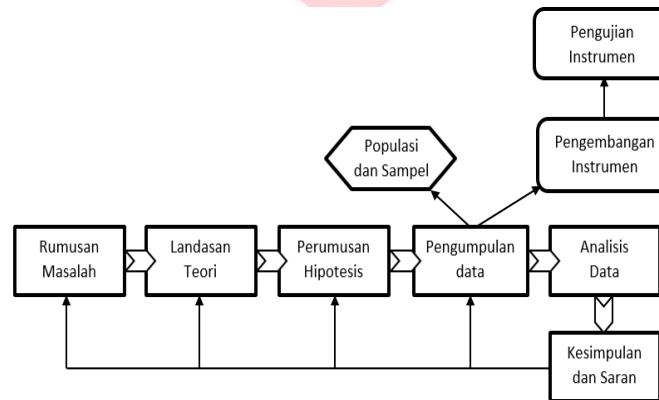 Pengujian
Instrumen
Populasi
dan Sampel
Pengembangan
Instrumen
Rumusan
Masalah
Landasan
Teori
Perumusan
Hipotesis
Pengumpulan
data
Analisis
Data
Kesimpulan
dan Saran